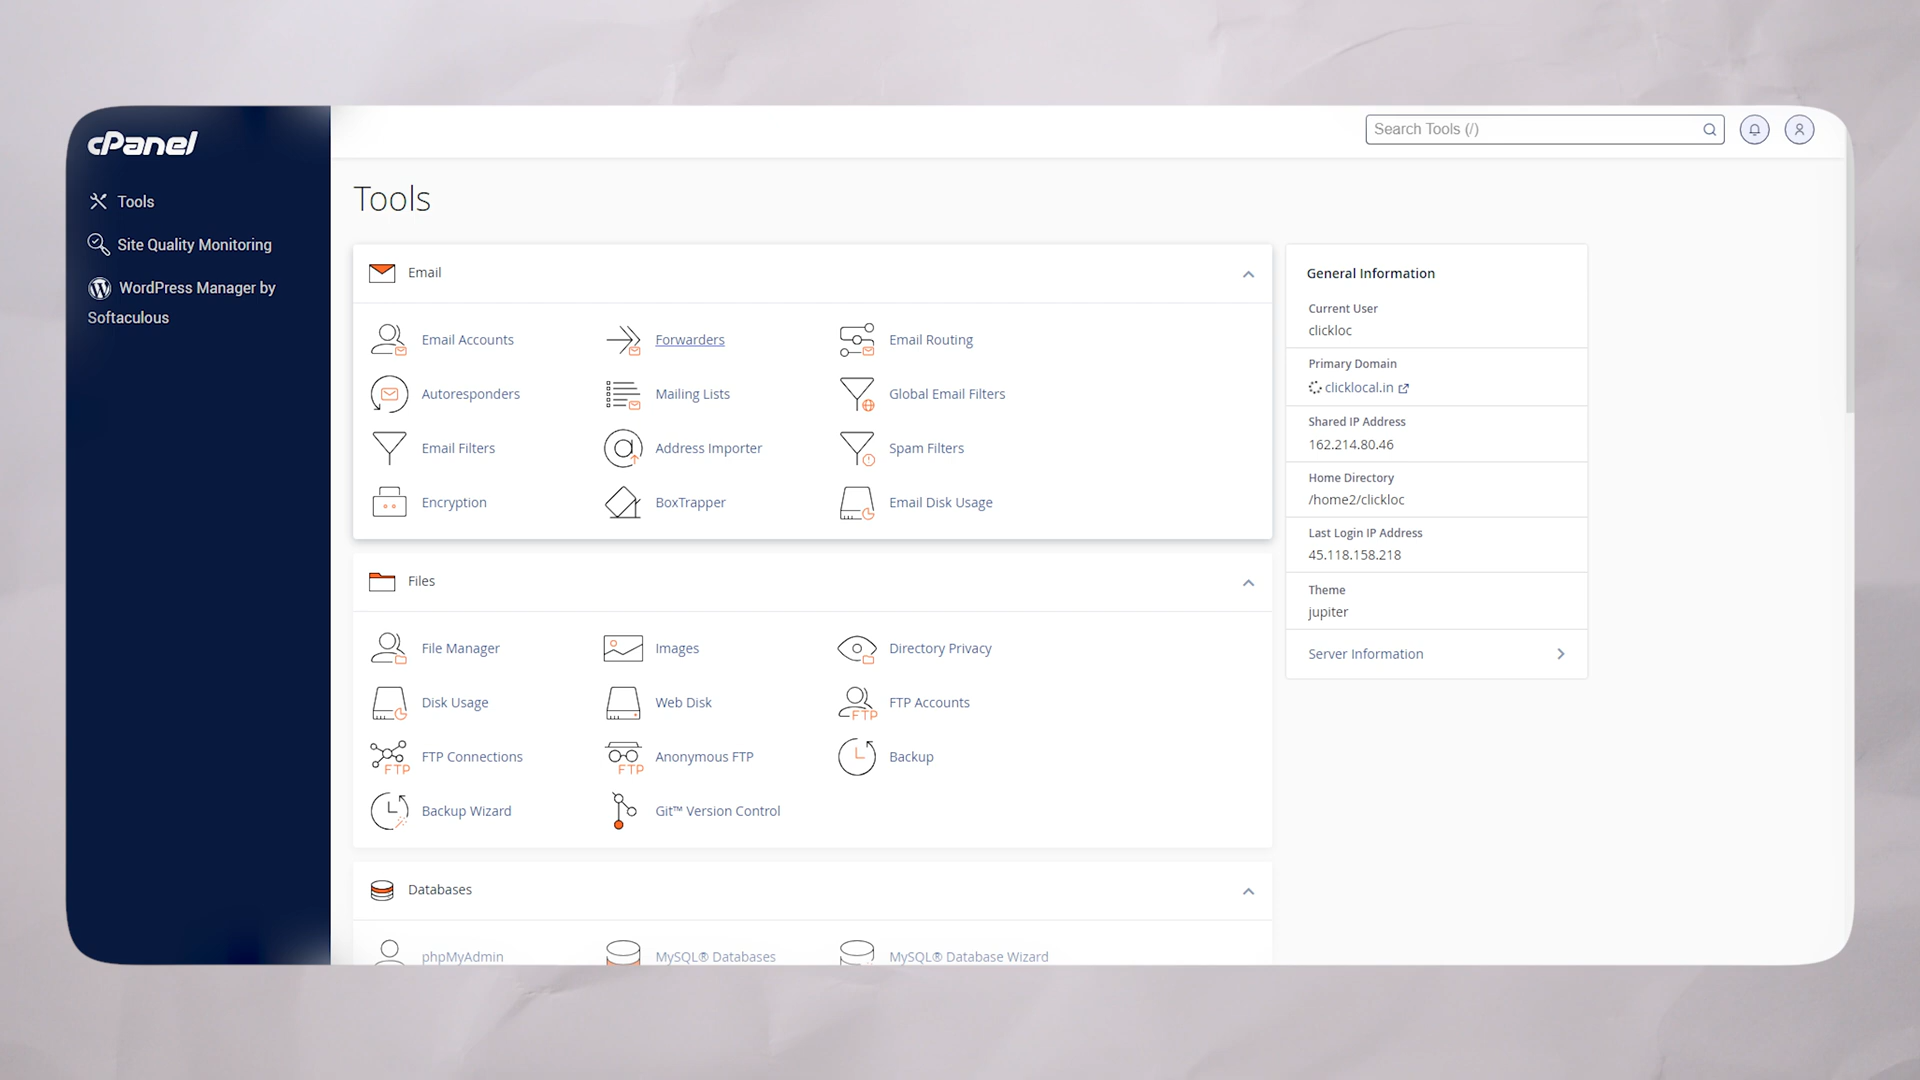 cPanel
Tools
Site Quality Monitoring
WordPress Manager by
Softaculous
Search Tools (/)
Tools
Email
Email Accounts
Forwarders
Email Routing
Autoresponders
Mailing Lists
Global Email Filters
Email Filters
Address Importer
Spam Filters
Encryption
BoxTrapper
Email Disk Usage
Files
File Manager
Images
Directory Privacy
Disk Usage
Web Disk
FTP
FTP Accounts
FTP
FTP Connections
FTP
Anonymous FTP
Backup
Backup Wizard
Git™ Version Control
Databases
phpMyAdmin
MySQL® Databases
MySQL® Database Wizard
General Information
Current User
clickloc
Primary Domain
clicklocal.in
Shared IP Address
162.214.80.46
Home Directory
/home2/clickloc
Last Login IP Address
45.118.158.218
Theme
jupiter
Server Information